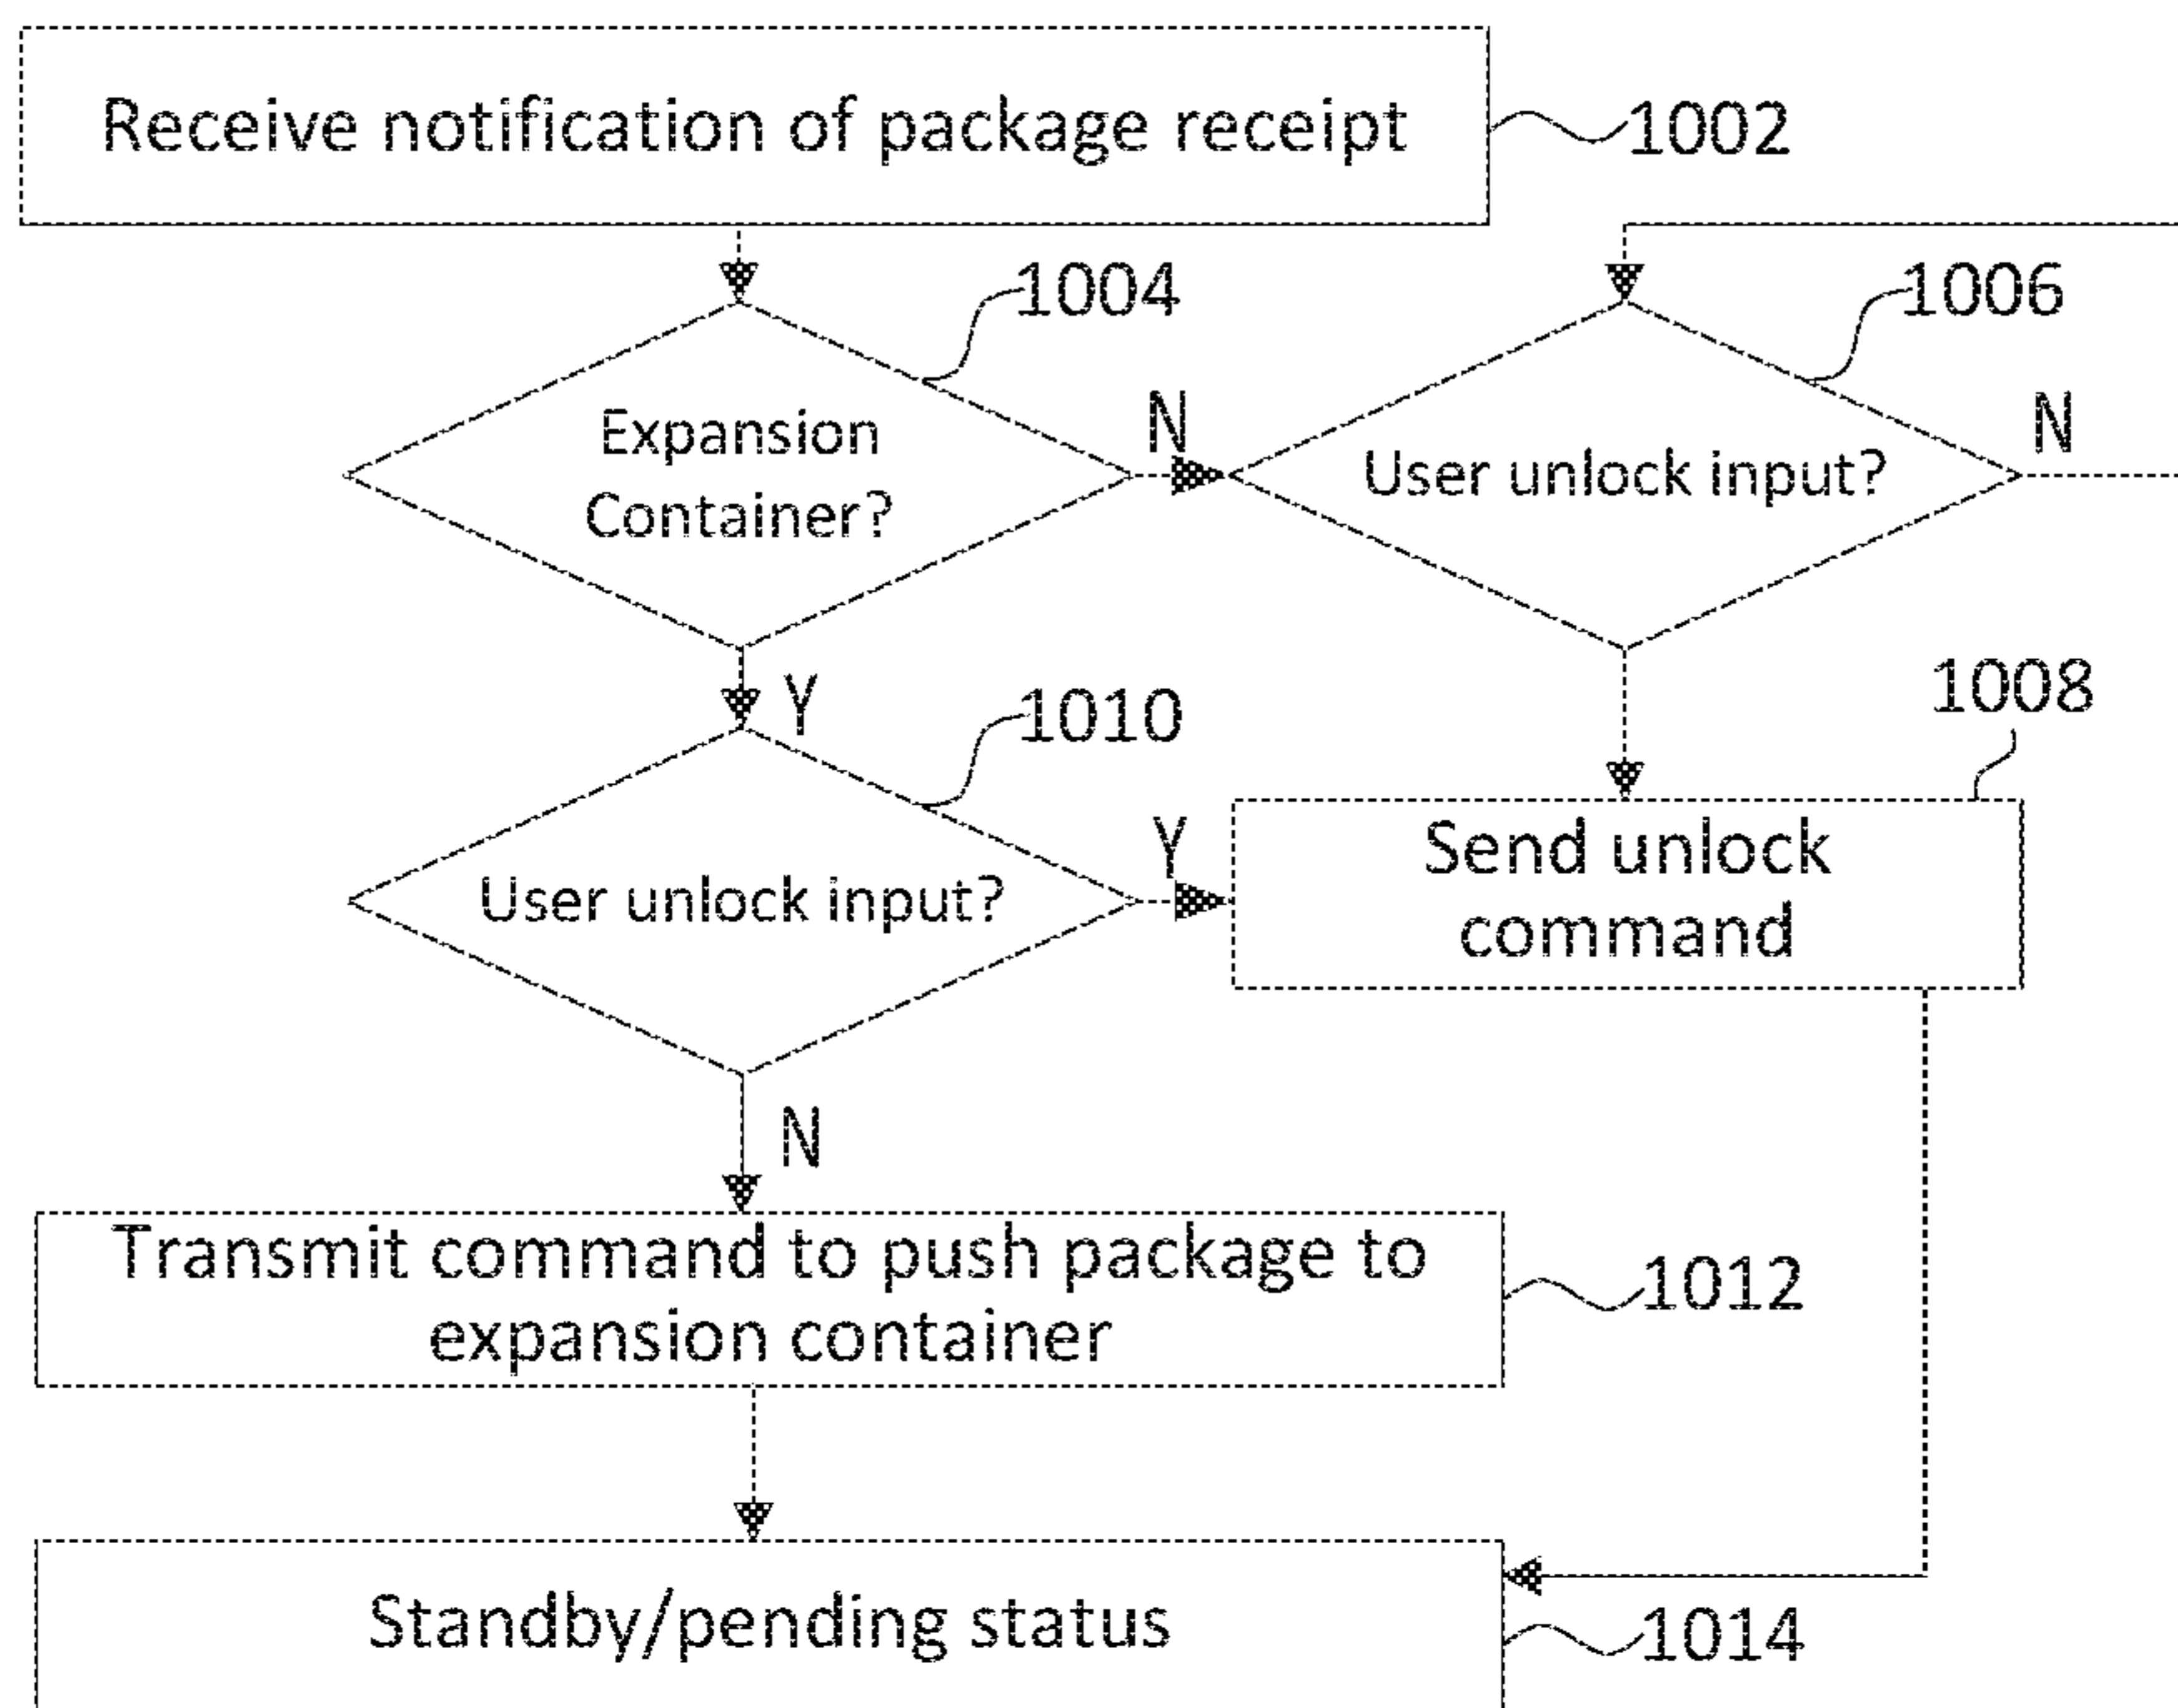 Receive notification of package receipt
1002
1004
1006
Expansion
Container?
N
User unlock input?
N
Y
1010
1008
User unlock input?
Y
Send unlock
command
N
Transmit command to push package to
expansion container
1012
Standby/pending status
1014